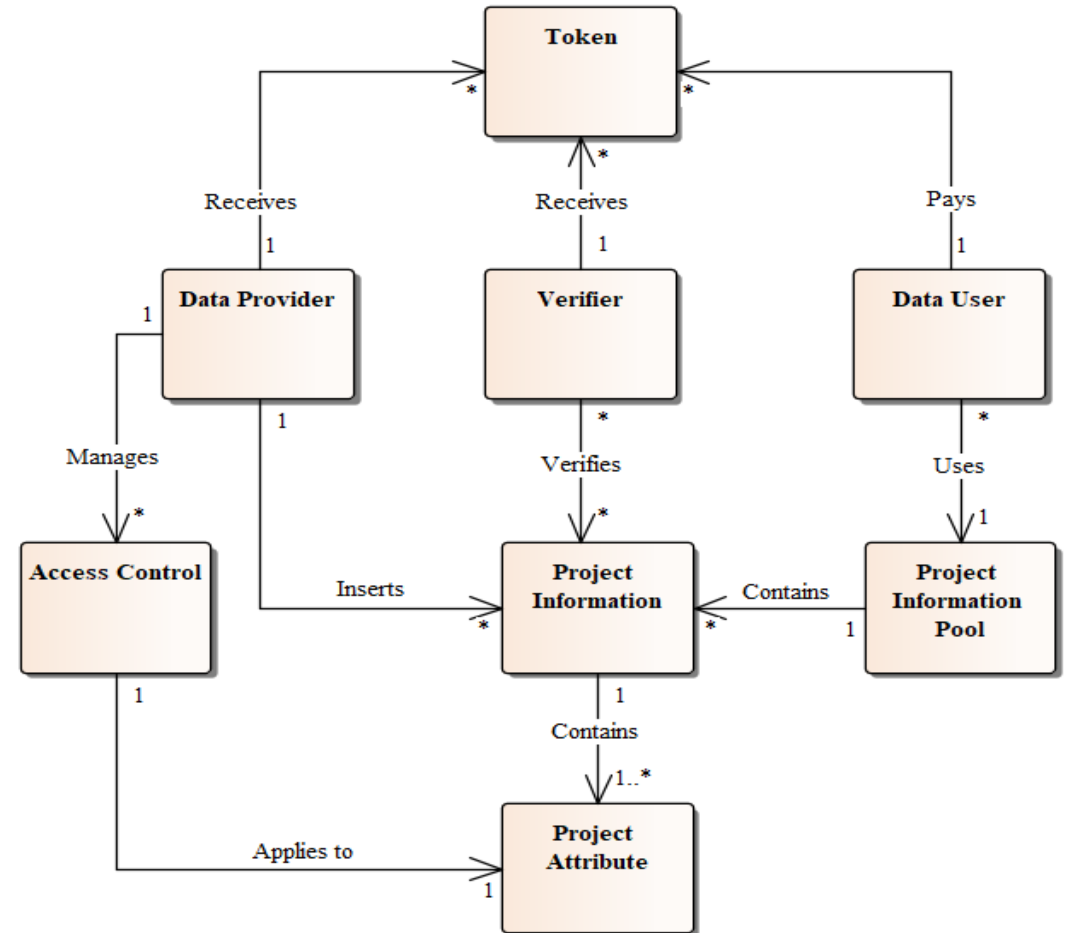 Token
*
*
*
Receives
Receives
Pays
1
1
1
Data Provider
Verifier
Data User
1
1
*
*
Manages
Verifies
Uses
*
*
1
Access Control
Project
Information
Project
Information
Pool
Inserts
Contains
*
*
1
1
1
Contains
1..*
Project
Attribute
Applies to
1